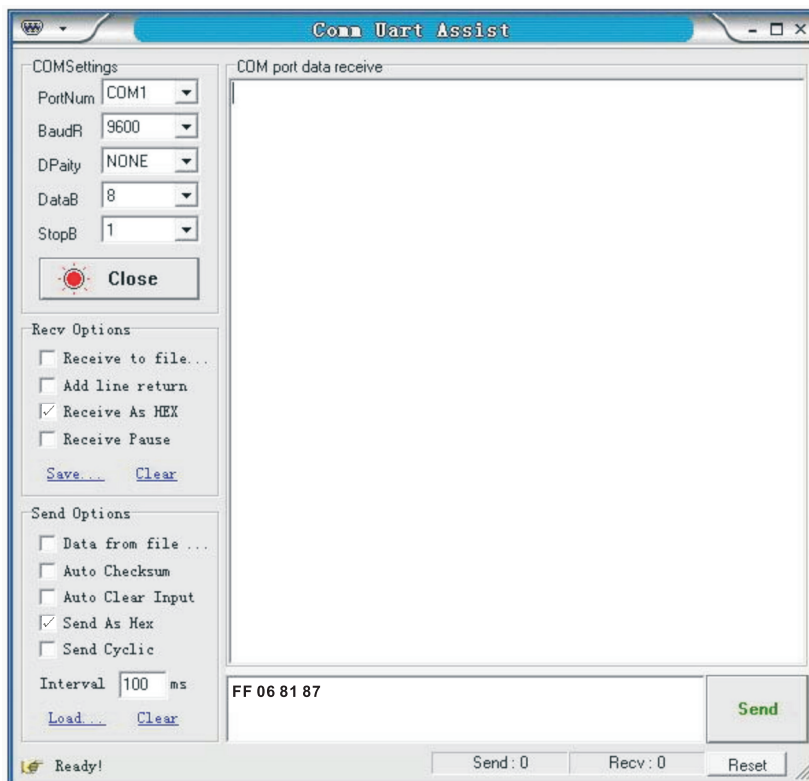 Comm Uart Assist
COMSettings
PortNum COM1
BaudR 9600
DPaity NONE
DataB 8
StopB 1
Close
Recv Options
Receive to file...
Add line return
Receive As HEX
Receive Pause
Save... Clear
Send Options
Data from file ...
Auto Checksum
Auto Clear Input
Send As Hex
Send Cyclic
Interval 100 ms
Load... Clear
COM port data receive
FF 06 81 87
Send
Ready!
Send : 0
Recv : 0
Reset